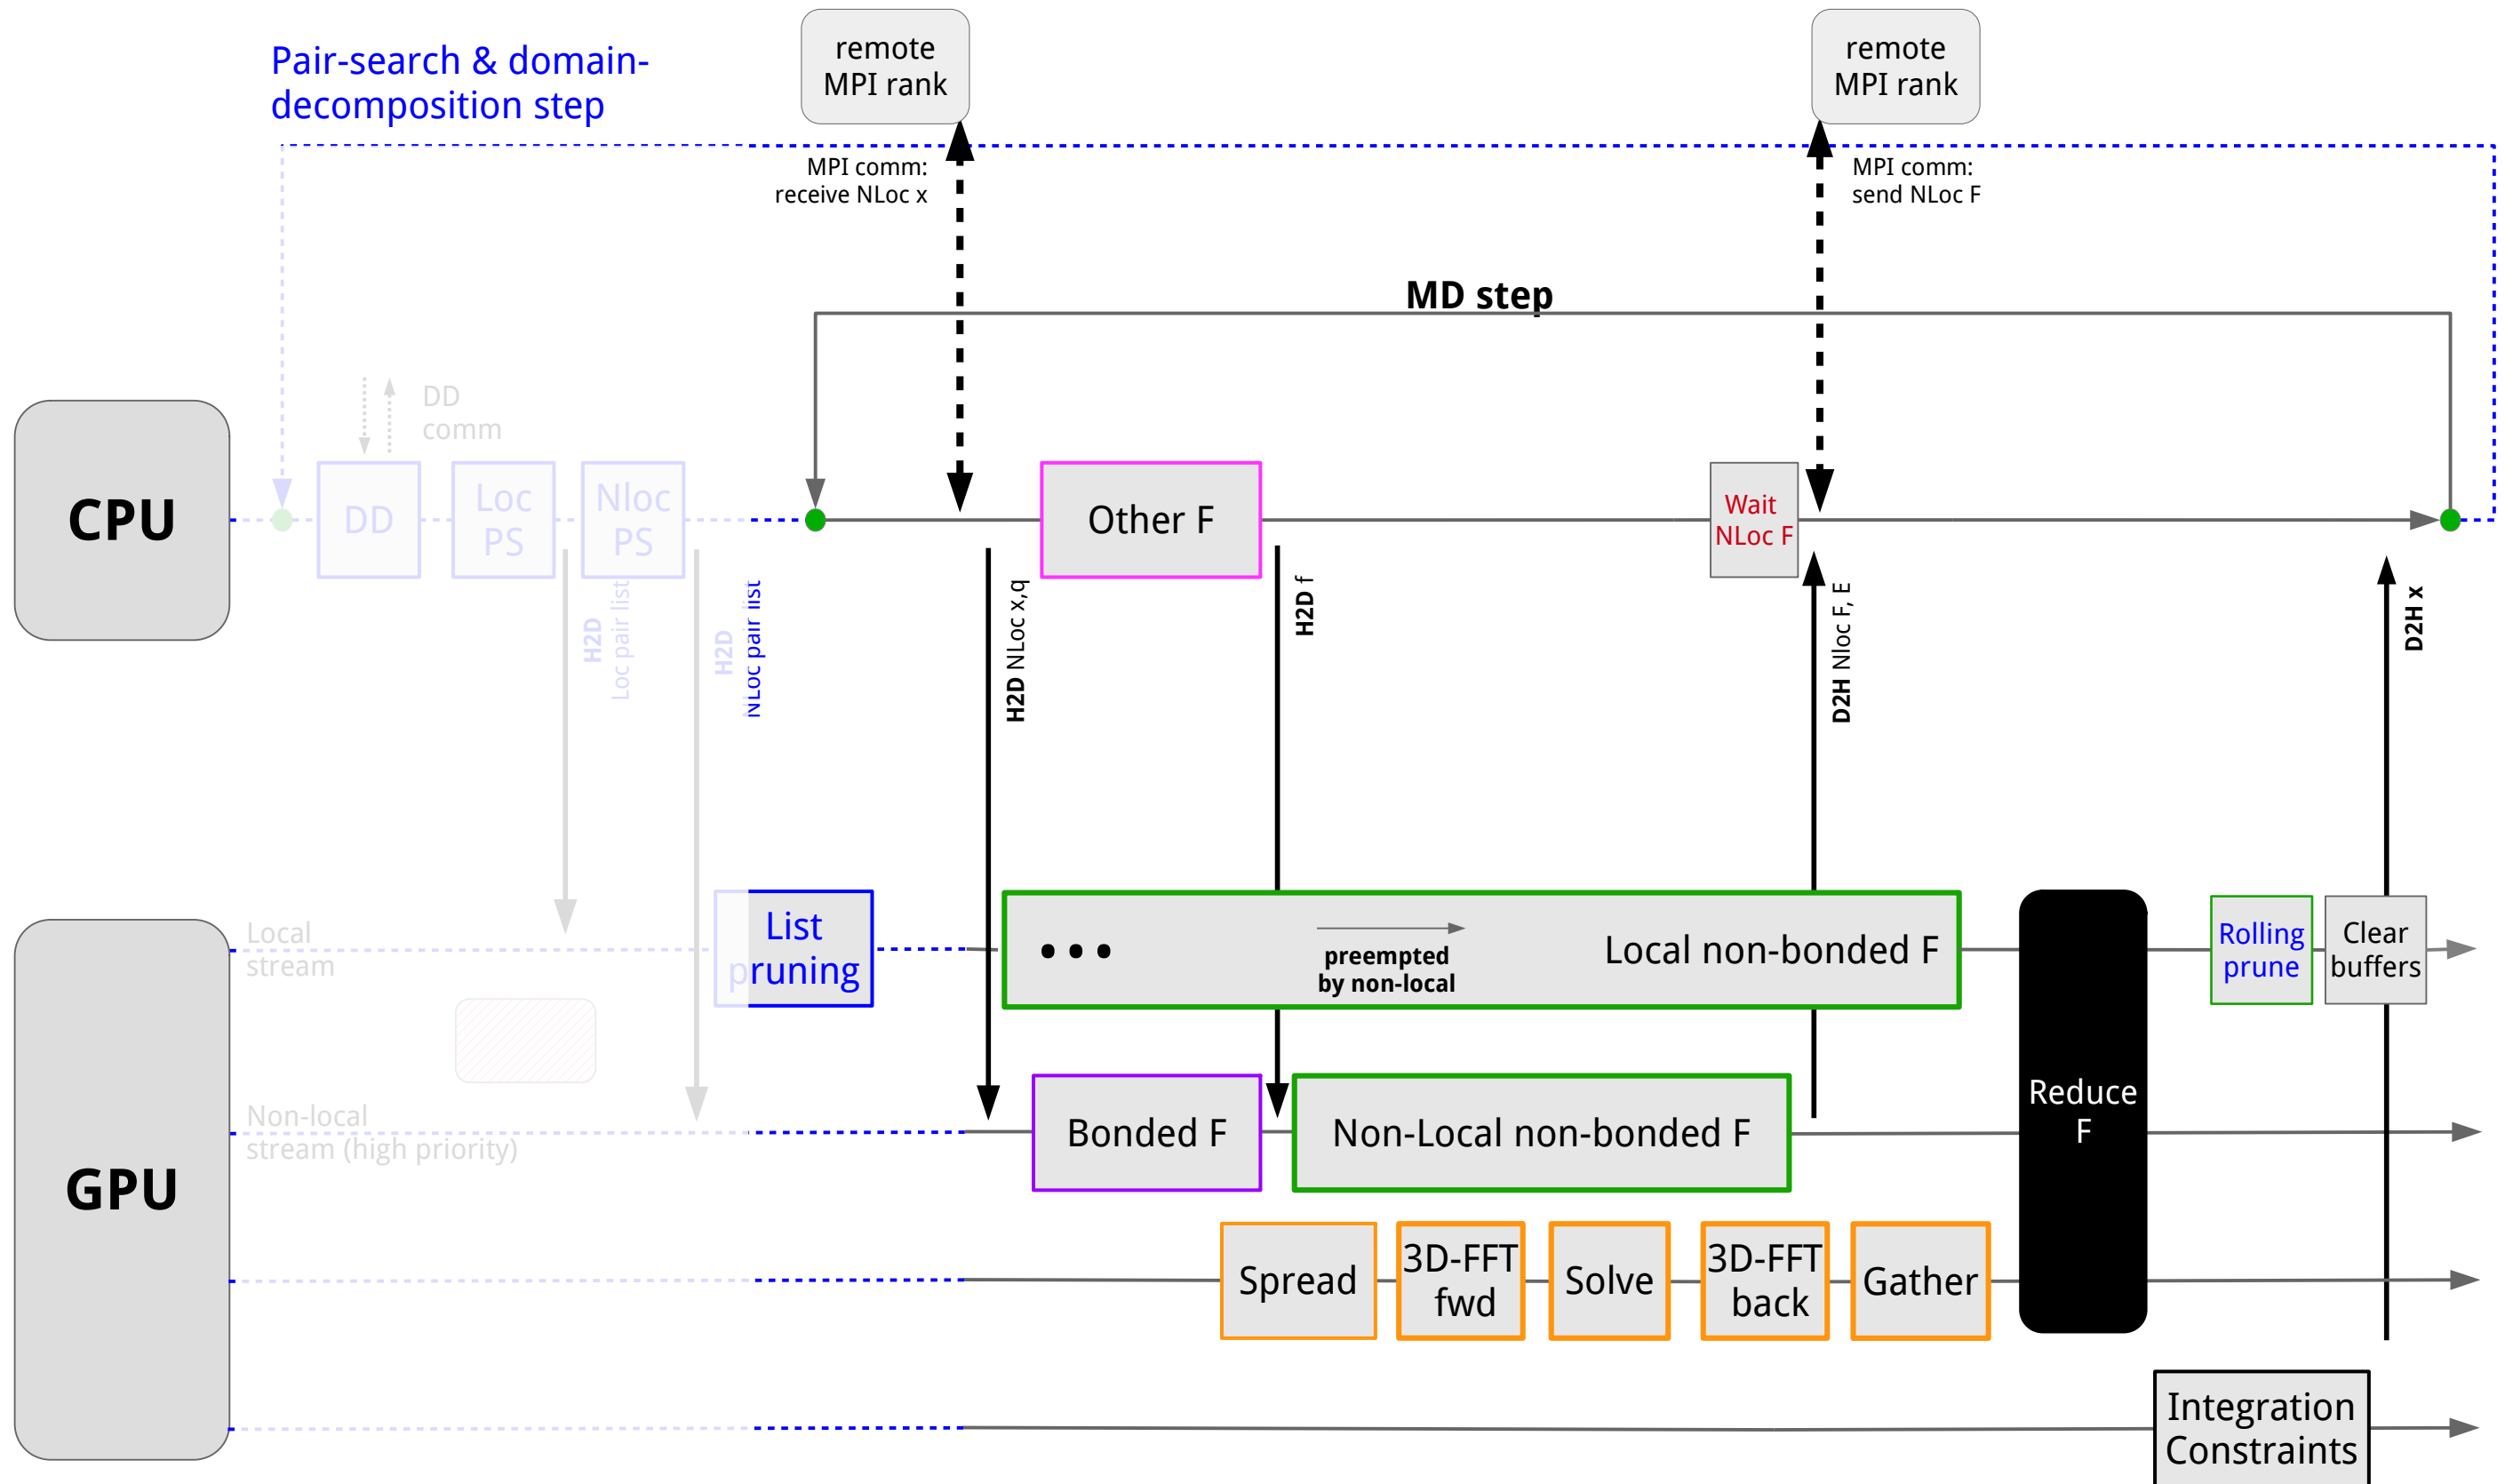 remote
MPI rank
remote
MPI rank
Pair-search & domain-
decomposition step
MPI comm:
receive NLoc x
MPI comm:
send NLoc F
MD step
DD
comm
CPU
DD
Loc
PS
Nloc
PS
Other F
Wait
NLoc F
H2D
Loc pair list
H2D
NLoc pair list
H2D NLoc x,q
H2D f
D2H Nloc F, E
D2H x
Local
stream
List
pruning
•••
preempted
by non-local
Local non-bonded F
Rolling
prune
Clear
buffers
Non-local
stream (high priority)
Bonded F
Non-Local non-bonded F
Reduce
F
GPU
Spread
3D-FFT
fwd
Solve
3D-FFT
back
Gather
Integration
Constraints